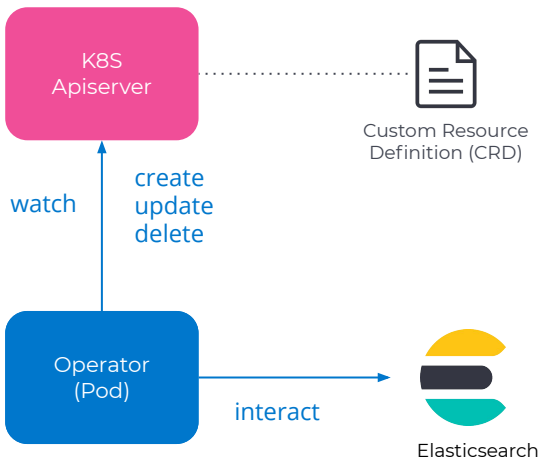 K8S
Apiserver
Custom Resource
Definition (CRD)
watch
create
update
delete
Operator
(Pod)
interact
Elasticsearch